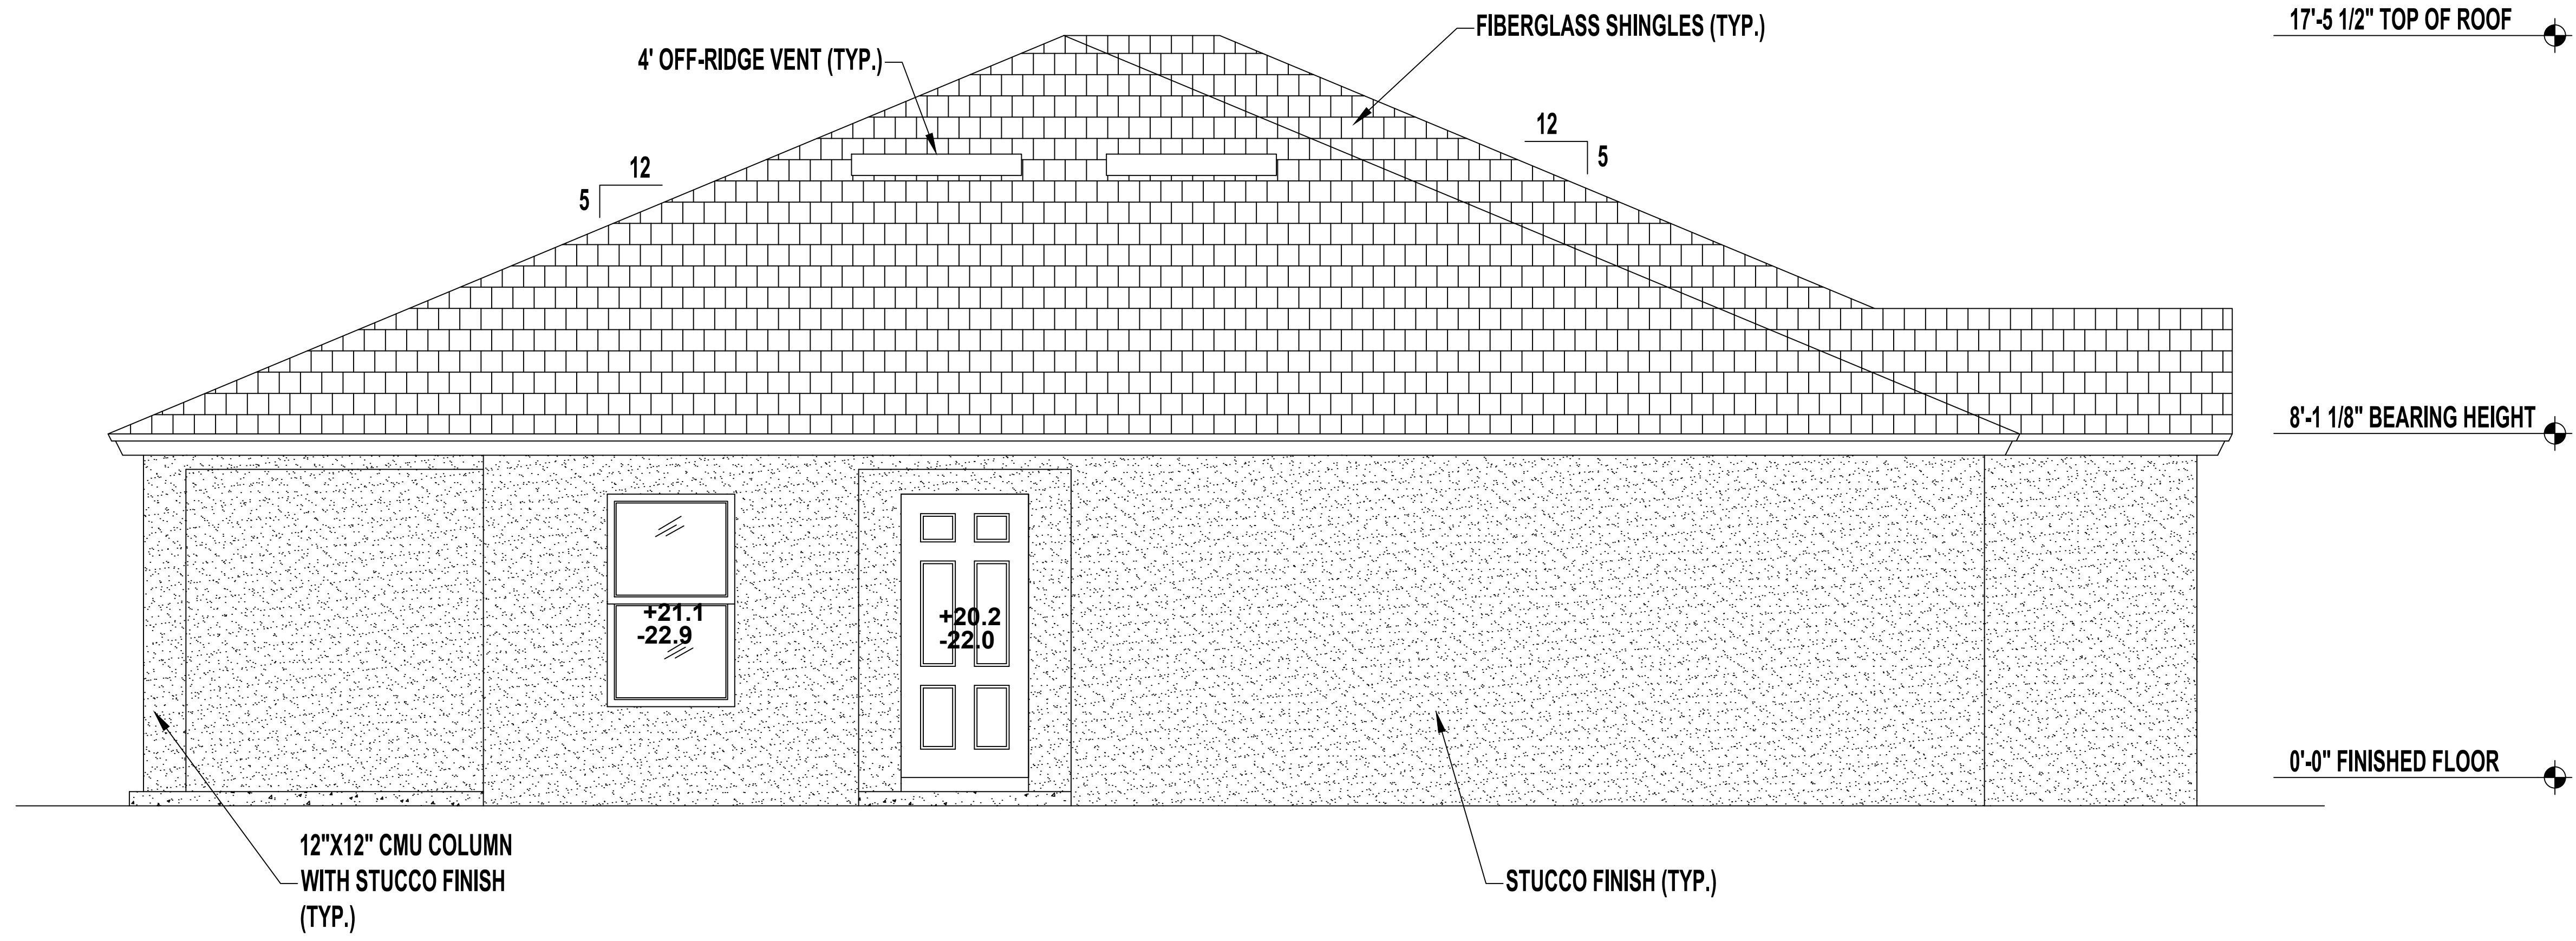 17'-5 1/2" TOP OF ROOF
FIBERGLASS SHINGLES (TYP.)
4' OFF-RIDGE VENT (TYP.)
12
5
12
5
8'-1 1/8" BEARING HEIGHT
+21.1
-22.9
+20.2
-22.0
0'-0" FINISHED FLOOR
12"X12" CMU COLUMN
WITH STUCCO FINISH
(TYP.)
STUCCO FINISH (TYP.)